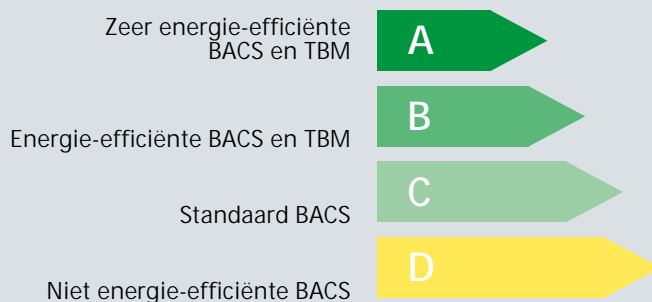 Zeer energie-efficiënte
BACS en TBM
A
Energie-efficiënte BACS en TBM
B
Standaard BACS
C
Niet energie-efficiënte BACS
D